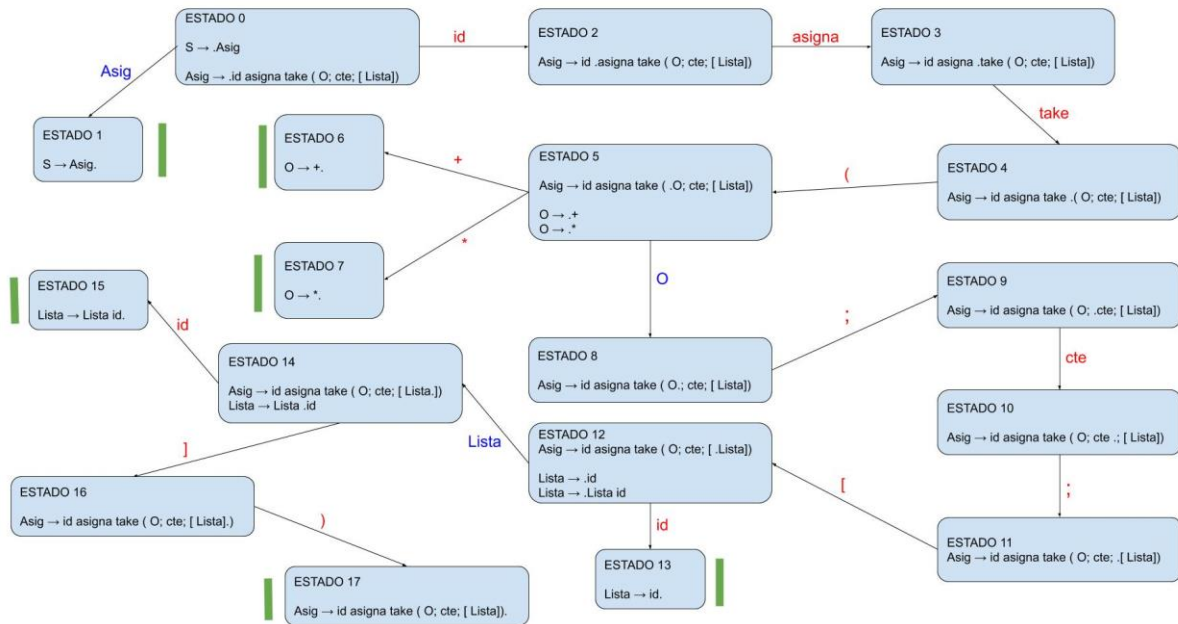 ESTADO 0
S → .Asig
Asig → .id asigna take ( O; cte; [ Lista])
id
ESTADO 2
Asig → id .asigna take ( O; cte; [ Lista])
asigna
ESTADO 3
Asig → id asigna .take ( O; cte; [ Lista])
Asig
take
ESTADO 1
S → Asig.
ESTADO 6
O → +.
+
ESTADO 5
Asig → id asigna take ( .O; cte; [ Lista])
O → .+
O → .*
(
ESTADO 4
Asig → id asigna take .( O; cte; [ Lista])
*
ESTADO 7
O → *.
O
ESTADO 15
Lista → Lista id.
id
ESTADO 9
Asig → id asigna take ( O; .cte; [ Lista])
;
ESTADO 8
Asig → id asigna take ( O.; cte; [ Lista])
cte
ESTADO 14
Asig → id asigna take ( O; cte; [ Lista.])
Lista → Lista .id
ESTADO 10
Asig → id asigna take ( O; cte .; [ Lista])
Lista
ESTADO 12
Asig → id asigna take ( O; cte; [ .Lista])
Lista → .id
Lista → .Lista id
]
[
;
ESTADO 16
Asig → id asigna take ( O; cte; [ Lista].)
)
id
ESTADO 11
Asig → id asigna take ( O; cte; .[ Lista])
ESTADO 17
Asig → id asigna take ( O; cte; [ Lista]).
ESTADO 13
Lista → id.